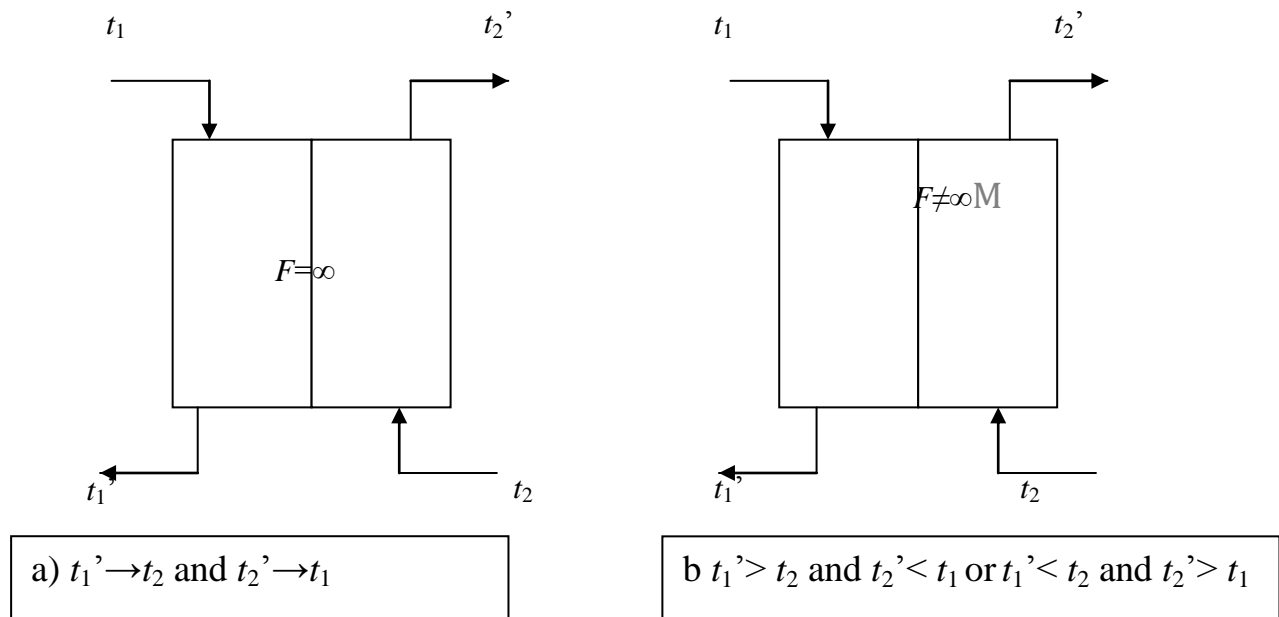 t₁ t₂’ t₁ t₂’
F≠∞M
F=∞
t₁’ t₂ t₁’ t₂
a) t₁’→t₂ and t₂’→t₁
b t₁’> t₂ and t₂’< t₁ or t₁’< t₂ and t₂’> t₁